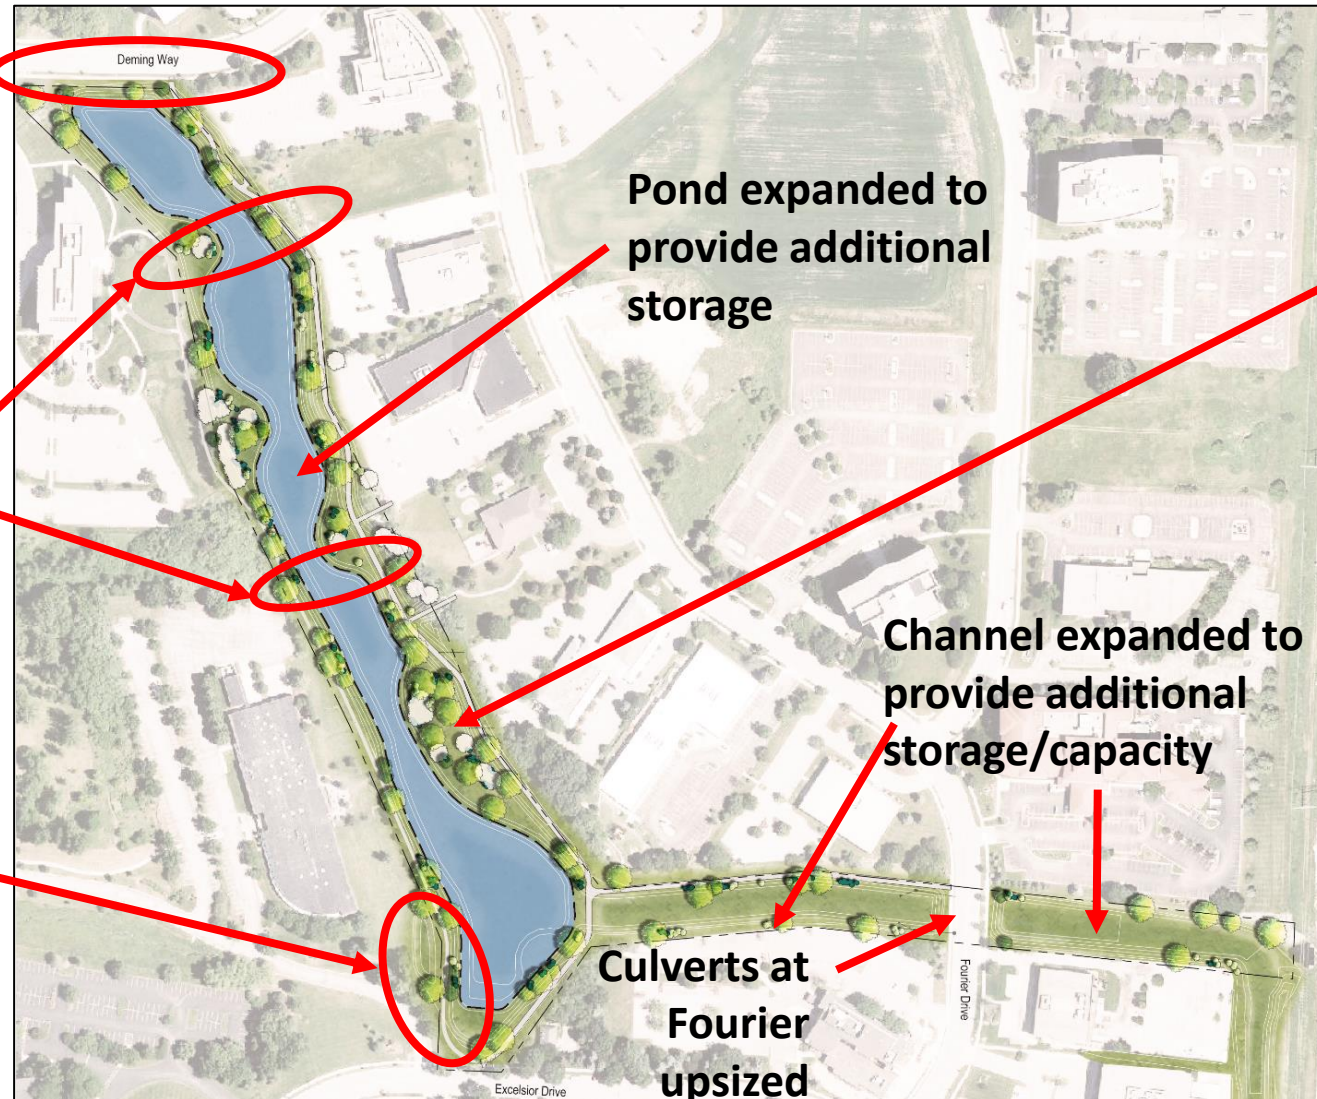 Deming Way
Pond expanded to
provide additional
storage
Channel expanded to
provide additional
storage/capacity
Culverts at
Fourier
upsized
Fourier Drive
Excelsior Drive